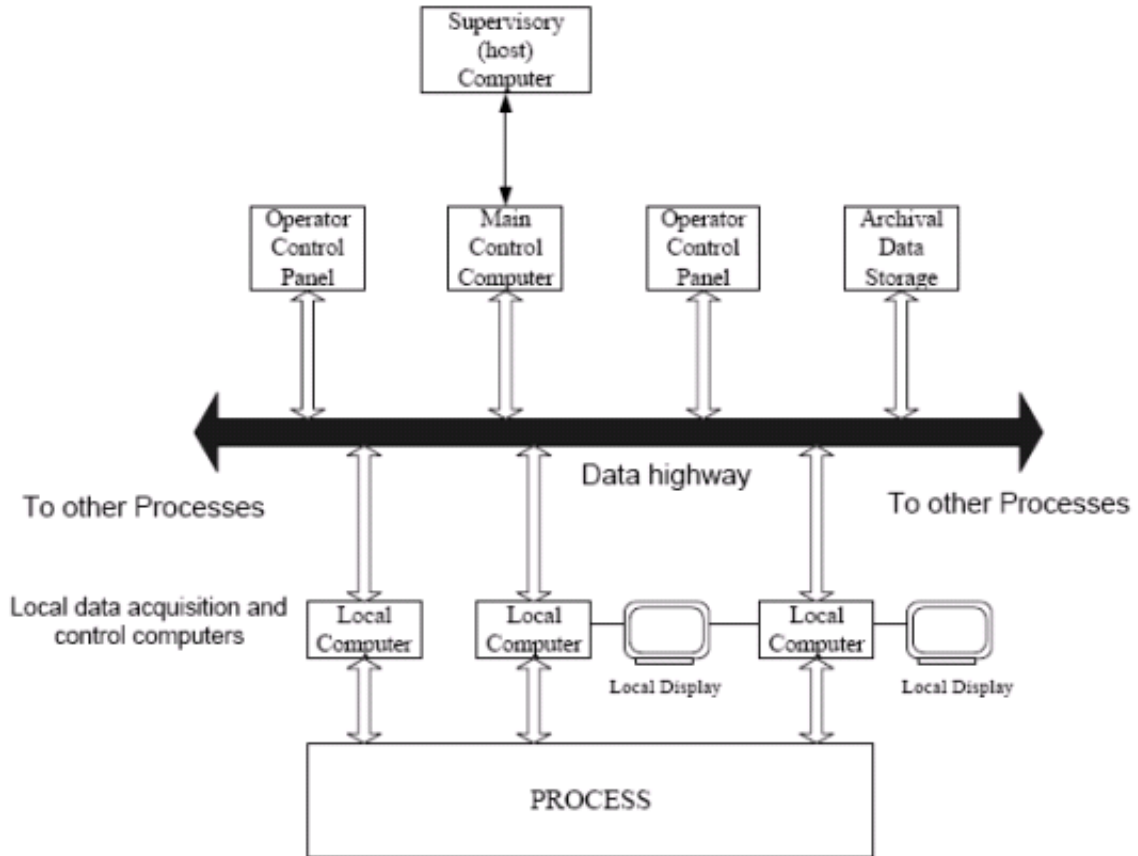 Supervisory
(host)
Computer
Operator
Control
Panel
Main
Control
Computer
Operator
Control
Panel
Archival
Data
Storage
Data highway
To other Processes
To other Processes
Local data acquisition and
control computers
Local
Computer
Local
Computer
Local Display
Local
Computer
Local Display
PROCESS